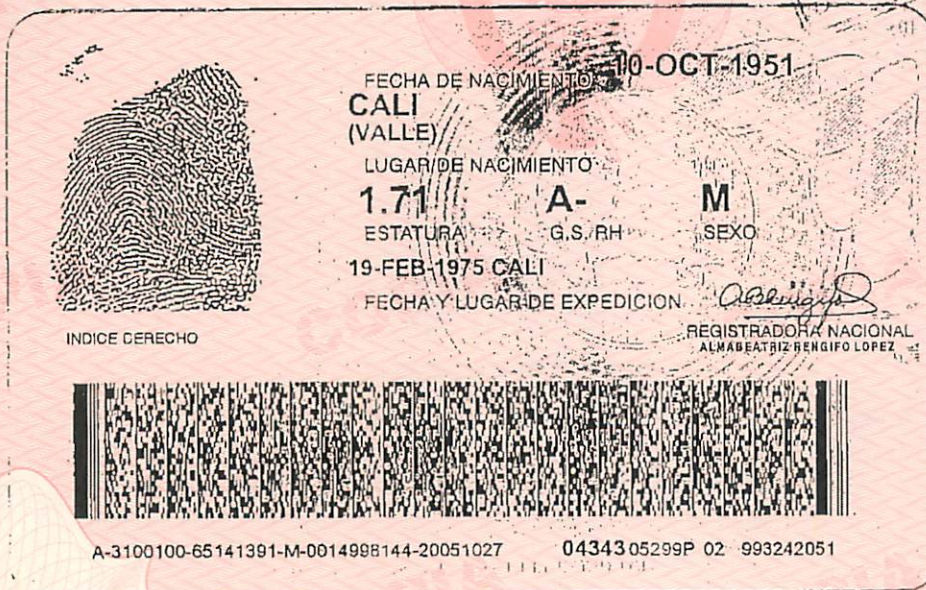 10-OCT-1951
FECHA DE NACIMIENTO
CALI
(VALLE)
LUGAR DE NACIMIENTO
1.71 A- M
ESTATURA G.S. RH SEXO
19-FEB-1975 CALI
FECHA Y LUGAR DE EXPEDICION
INDICE DERECHO
REGISTRADORA NACIONAL
ALMABEATRIZ RENGIFO LOPEZ
A-3100100-65141391-M-0014998144-20051027 04343 05299P 02 993242051